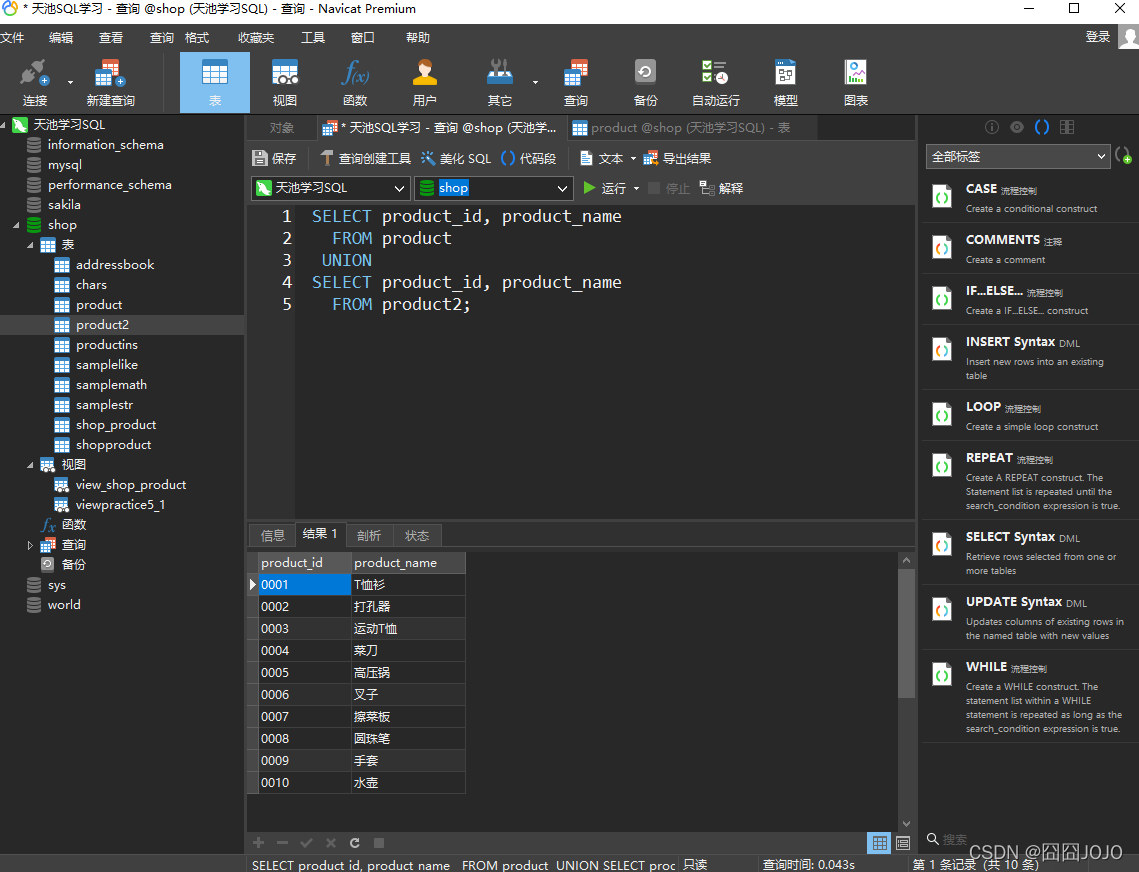 * 天池SQL学习 - 查询 @shop (天池学习SQL) - 查询 - Navicat Premium
文件 编辑 查看 查询 格式 收藏夹 工具 窗口 帮助 登录
连接 新建查询 表 视图 函数 用户 其它 查询 备份 自动运行 模型 图表
天池学习SQL
information_schema
mysql
performance_schema
sakila
shop
表
addressbook
chars
product
product2
productins
samplelike
samplemath
samplestr
shop_product
shopproduct
视图
view_shop_product
viewpractice5_1
函数
查询
备份
sys
world
对象 * 天池SQL学习 - 查询 @shop (天池学... product @shop (天池学习SQL) - 表
保存 查询创建工具 美化 SQL 代码段 文本 导出结果
天池学习SQL shop 运行 停止 解释
1 SELECT product_id, product_name
2 FROM product
3 UNION
4 SELECT product_id, product_name
5 FROM product2;
信息 结果 1 剖析 状态
product_id product_name
0001 T恤衫
0002 打孔器
0003 运动T恤
0004 菜刀
0005 高压锅
0006 叉子
0007 擦菜板
0008 圆珠笔
0009 手套
0010 水壶
SELECT product_id, product_name FROM product UNION SELECT proc 只读 查询时间: 0.043s 第 1 条记录 (共 10 条)
全部标签
CASE 流程控制
Create a conditional construct
COMMENTS 注释
Create a comment
IF...ELSE... 流程控制
Create a IF...ELSE... construct
INSERT Syntax DML
Insert new rows into an existing
table
LOOP 流程控制
Create a simple loop construct
REPEAT 流程控制
Create A REPEAT construct. The
Statement list is repeated until the
search_condition expression is true.
SELECT Syntax DML
Retrieve rows selected from one or
more tables
UPDATE Syntax DML
Updates columns of existing rows in
the named table with new values
WHILE 流程控制
Create a WHILE construct. The
statement list within a WHILE
statement is repeated as long as the
search_condition expression is true.
搜索
CSDN @囧囧JOJO